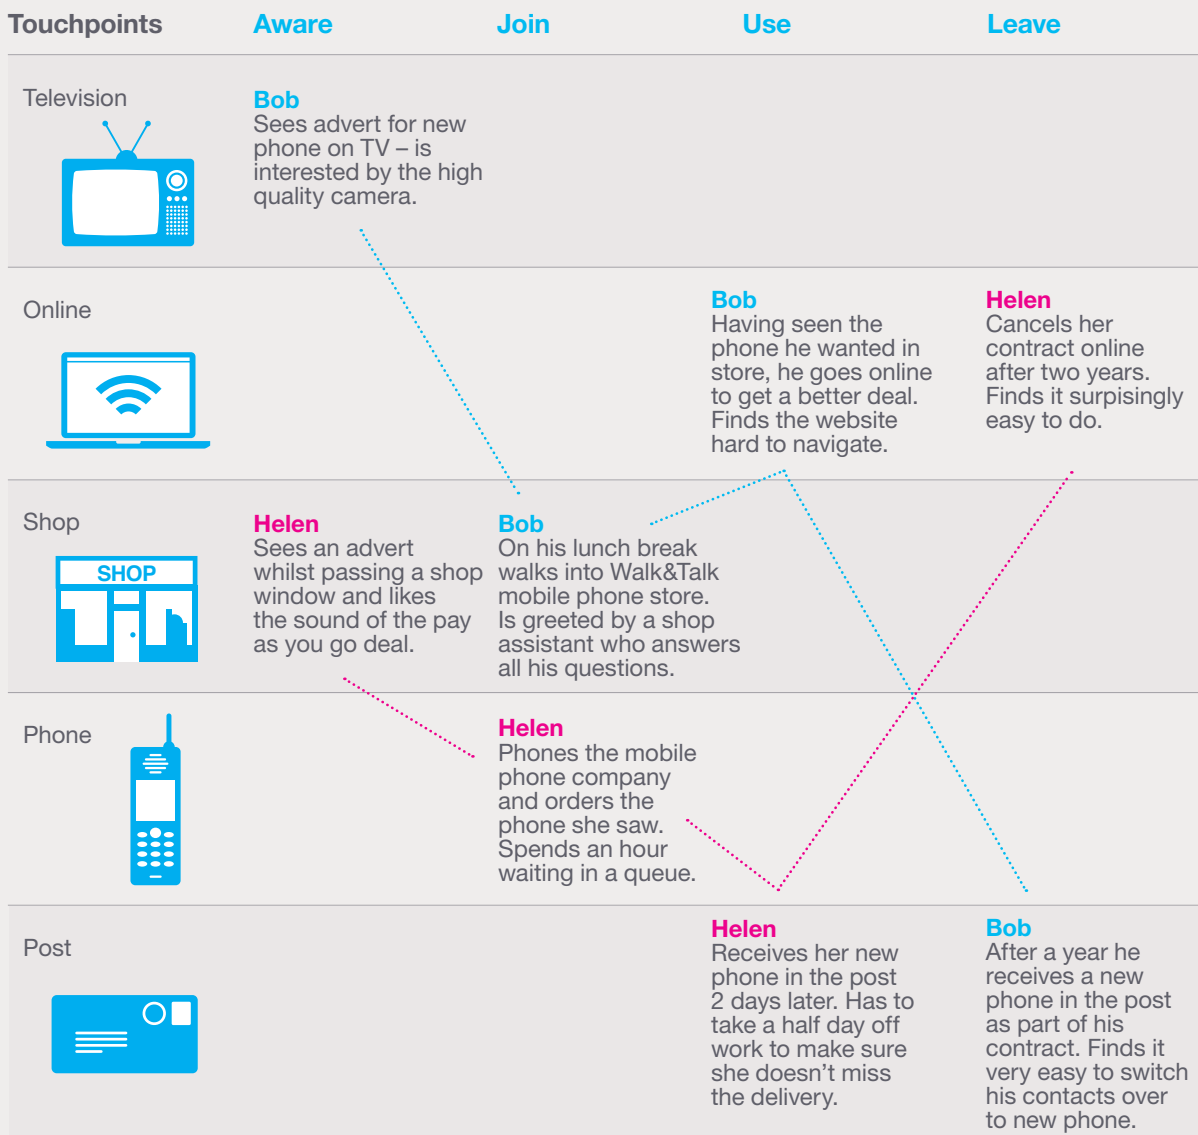 Touchpoints Aware Join Use Leave
Television
Bob
Sees advert for new
phone on TV – is
interested by the high
quality camera.
Online
Bob
Having seen the
phone he wanted in
store, he goes online
to get a better deal.
Finds the website
hard to navigate.
Helen
Cancels her
contract online
after two years.
Finds it surpisingly
easy to do.
Shop
SHOP
Helen
Sees an advert
whilst passing a shop
window and likes
the sound of the pay
as you go deal.
Bob
On his lunch break
walks into Walk&Talk
mobile phone store.
Is greeted by a shop
assistant who answers
all his questions.
Phone
Helen
Phones the mobile
phone company
and orders the
phone she saw.
Spends an hour
waiting in a queue.
Post
Helen
Receives her new
phone in the post
2 days later. Has to
take a half day off
work to make sure
she doesn’t miss
the delivery.
Bob
After a year he
receives a new
phone in the post
as part of his
contract. Finds it
very easy to switch
his contacts over
to new phone.